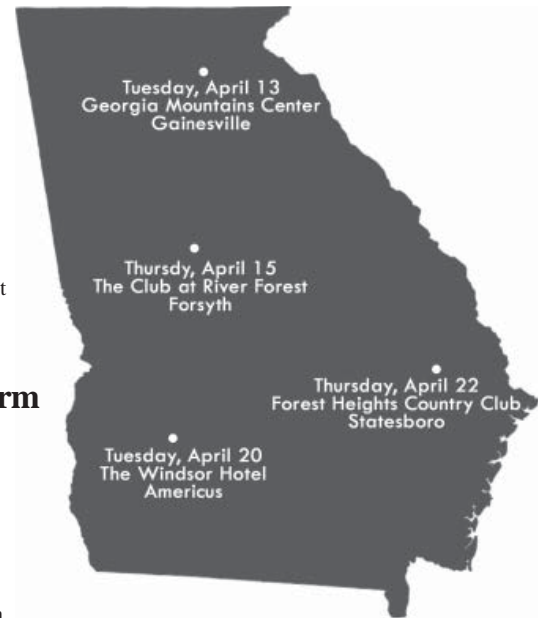 Tuesday, April 13
Georgia Mountains Center
Gainesville
Thursdy, April 15
The Club at River Forest
Forsyth
t
rm
Thursday, April 22
Forest Heights Country Club
Statesboro
Tuesday, April 20
The Windsor Hotel
Americus